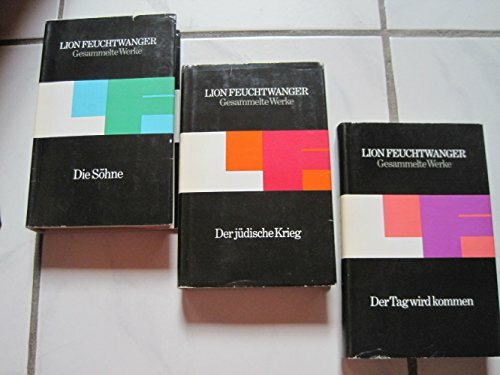 LION FEUCHTWANGER
Gesammelte Werke
Die Söhne
LION FEUCHTWANGER
Gesammelte Werke
Der jüdische Krieg
LION FEUCHTWANGER
Gesammelte Werke
Der Tag wird kommen